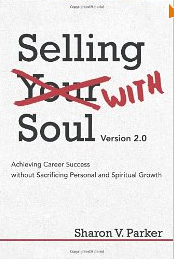 Selling
Your WITH
Soul Version 2.0
Achieving Career Success
without Sacrificing Personal and Spiritual Growth
Sharon V. Parker